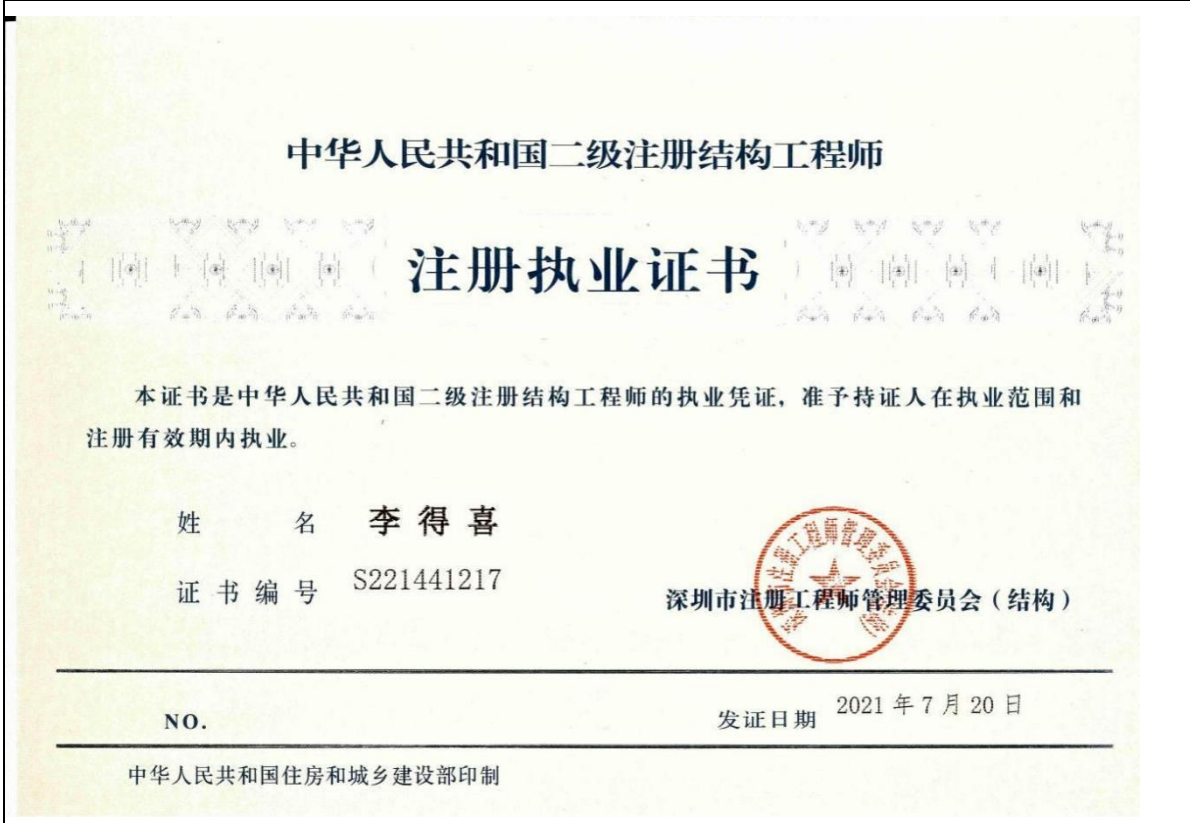 中华人民共和国二级注册结构工程师
注册执业证书
本证书是中华人民共和国二级注册结构工程师的执业凭证，准予持证人在执业范围和
注册有效期内执业。
姓名 李得喜
证书编号 S221441217
深圳市注册工程师管理委员会（结构）
NO.
发证日期 2021年7月20日
中华人民共和国住房和城乡建设部印制